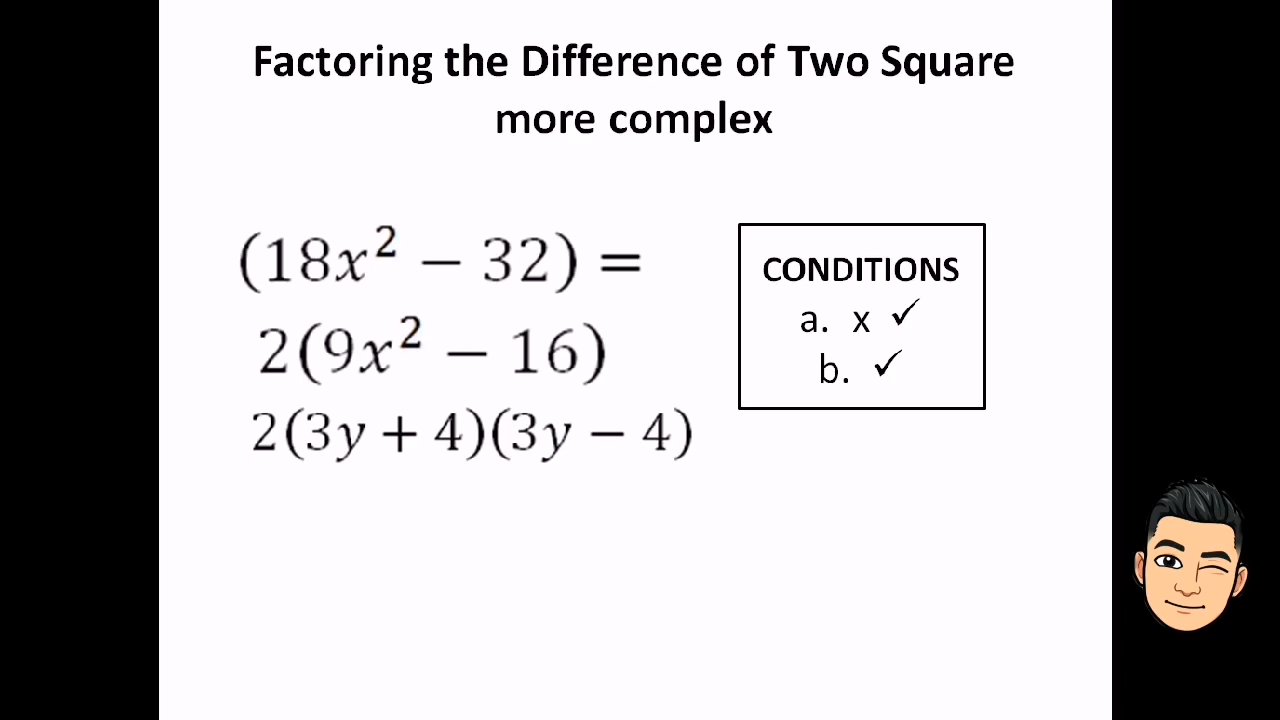 Factoring the Difference of Two Square
more complex
(18x² − 32) =
2(9x² − 16)
2(3y + 4)(3y − 4)
CONDITIONS
a. x ✓
b. ✓